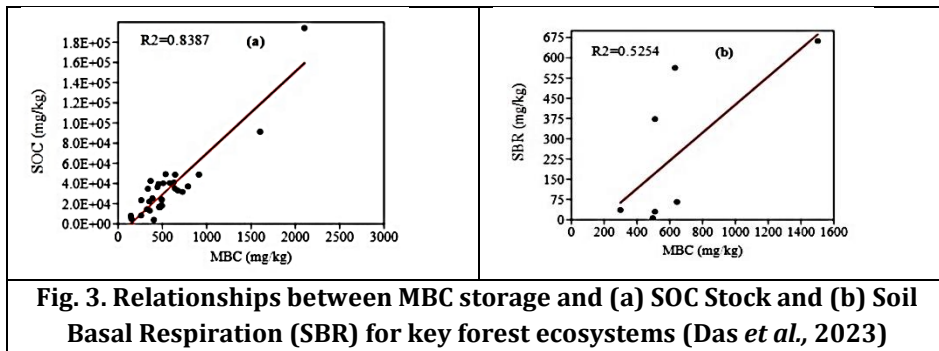 R2=0.8387
(a)
1.8E+05
1.6E+05
1.4E+05
1.2E+05
1.0E+05
8.0E+04
6.0E+04
4.0E+04
2.0E+04
0.0E+00
SOC (mg/kg)
0 500 1000 1500 2000 2500 3000
MBC (mg/kg)
R2=0.5254
(b)
675
600
525
450
375
300
225
150
75
0
SBR (mg/kg)
0 200 400 600 800 1000 1200 1400 1600
MBC (mg/kg)
Fig. 3. Relationships between MBC storage and (a) SOC Stock and (b) Soil
Basal Respiration (SBR) for key forest ecosystems (Das et al., 2023)